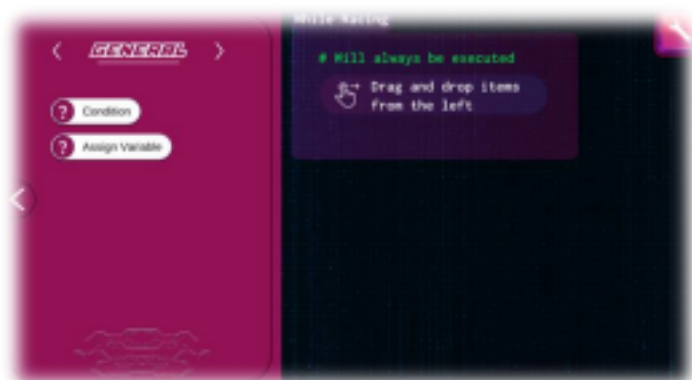 While Racing
GENERAL
# Will always be executed
Drag and drop items
from the left
? Condition
? Assign Variable